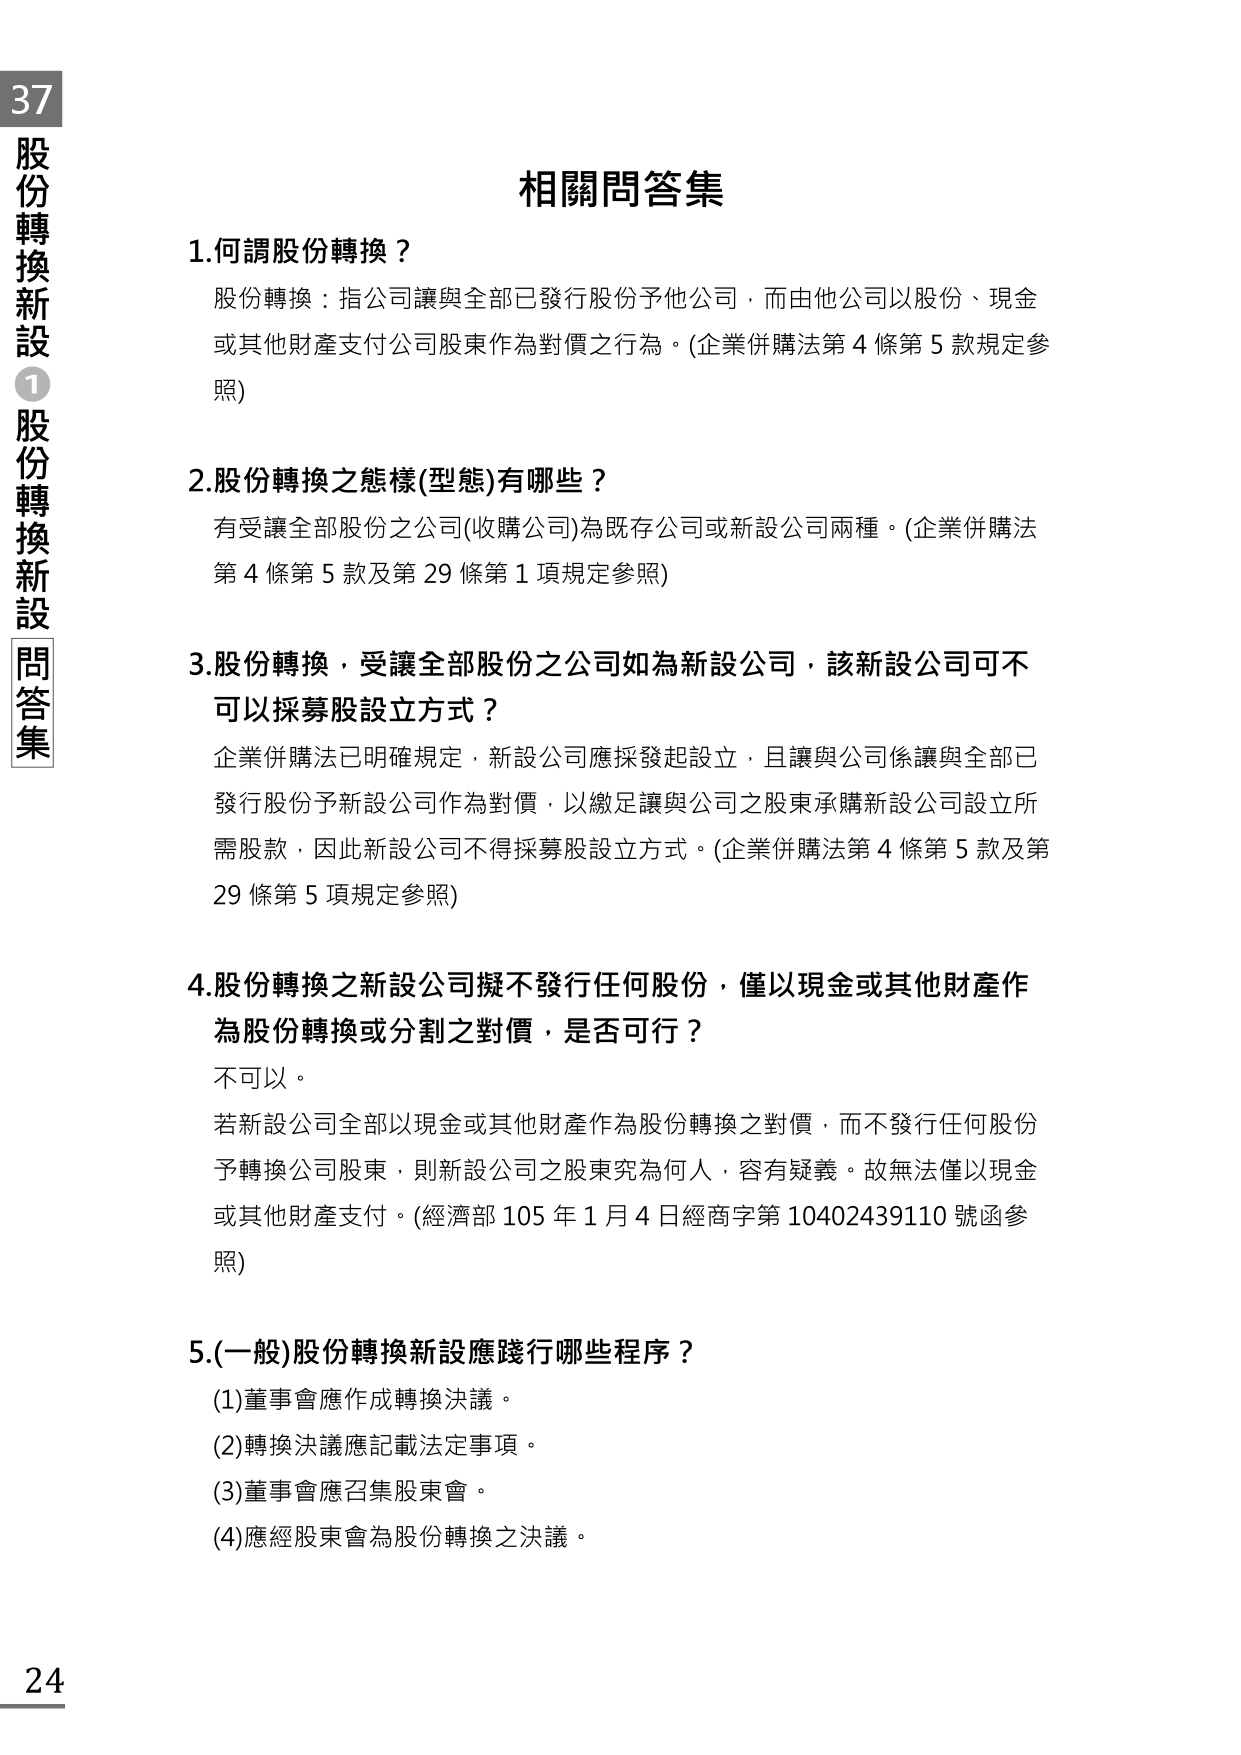 37
股份轉換新設
1
股份轉換新設
問答集
相關問答集
1.何謂股份轉換？
股份轉換：指公司讓與全部已發行股份予他公司，而由他公司以股份、現金
或其他財產支付公司股東作為對價之行為。(企業併購法第 4 條第 5 款規定參
照)
2.股份轉換之態樣(型態)有哪些？
有受讓全部股份之公司(收購公司)為既存公司或新設公司兩種。(企業併購法
第 4 條第 5 款及第 29 條第 1 項規定參照)
3.股份轉換，受讓全部股份之公司如為新設公司，該新設公司可不
可以採募股設立方式？
企業併購法已明確規定，新設公司應採發起設立，且讓與公司係讓與全部已
發行股份予新設公司作為對價，以繳足讓與公司之股東承購新設公司設立所
需股款，因此新設公司不得採募股設立方式。(企業併購法第 4 條第 5 款及第
29 條第 5 項規定參照)
4.股份轉換之新設公司擬不發行任何股份，僅以現金或其他財產作
為股份轉換或分割之對價，是否可行？
不可以。
若新設公司全部以現金或其他財產作為股份轉換之對價，而不發行任何股份
予轉換公司股東，則新設公司之股東究為何人，容有疑義。故無法僅以現金
或其他財產支付。(經濟部 105 年 1 月 4 日經商字第 10402439110 號函參
照)
5.(一般)股份轉換新設應踐行哪些程序？
(1)董事會應作成轉換決議。
(2)轉換決議應記載法定事項。
(3)董事會應召集股東會。
(4)應經股東會為股份轉換之決議。
24